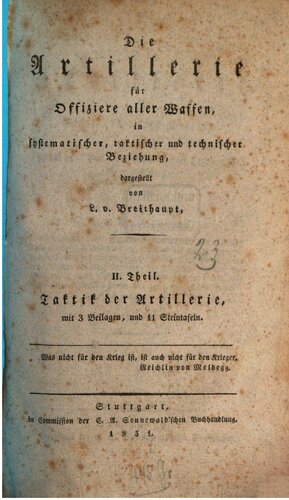 Die
Artillerie
für
Offiziere aller Waffen,
in
systematischer, taktischer und technischer
Beziehung,
dargestellt
von
L. v. Breithaupt,
23
II. Theil.
Taktik der Artillerie,
mit 3 Beilagen, und 11 Steintafeln.
Was nicht für den Krieg ist, ist auch nicht für den Krieger.
Reichlin von Meldegg.
Stuttgart,
in Commission der C. A. Sonnewald'schen Buchhandlung.
1831.